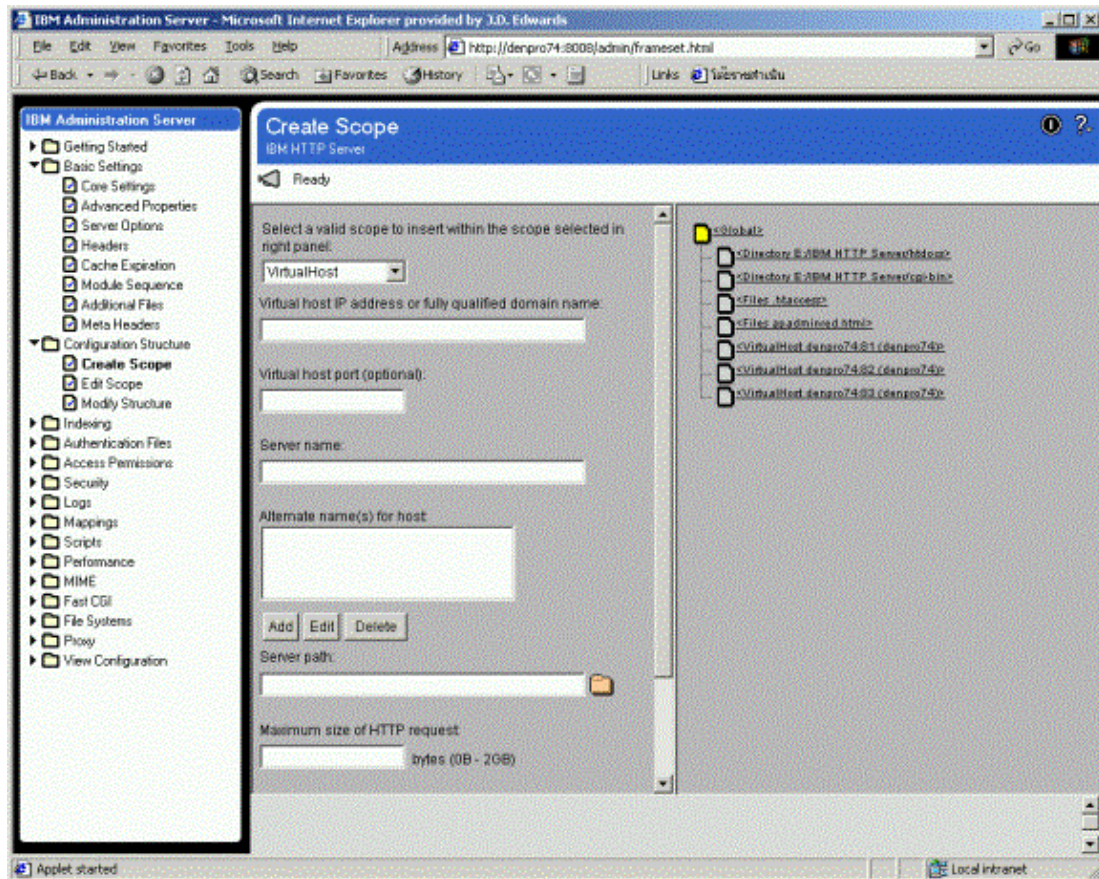 IBM Administration Server - Microsoft Internet Explorer provided by J.D. Edwards
File Edit View Favorites Tools Help
Address http://denpro74:8008/admin/frameset.html
Go
Back
Search Favorites History
Links
IBM Administration Server
Getting Started
Basic Settings
Core Settings
Advanced Properties
Server Options
Headers
Cache Expiration
Module Sequence
Additional Files
Meta Headers
Configuration Structure
Create Scope
Edit Scope
Modify Structure
Indexing
Authentication Files
Access Permissions
Security
Logs
Mappings
Scripts
Performance
MIME
Fast CGI
File Systems
Proxy
View Configuration
Create Scope
IBM HTTP Server
Ready
Select a valid scope to insert within the scope selected in
right panel:
VirtualHost
Virtual host IP address or fully qualified domain name:
Virtual host port (optional):
Server name:
Alternate name(s) for host:
Add Edit Delete
Server path:
Maximum size of HTTP request:
bytes (0B - 2GB)
<Global>
<Directory E:/IBM HTTP Server/htdocs>
<Directory E:/IBM HTTP Server/cgi-bin>
<Files .htaccess>
<Files apadminred.html>
<VirtualHost denpro74:81 (denpro74)>
<VirtualHost denpro74:82 (denpro74)>
<VirtualHost denpro74:83 (denpro74)>
Applet started
Local intranet